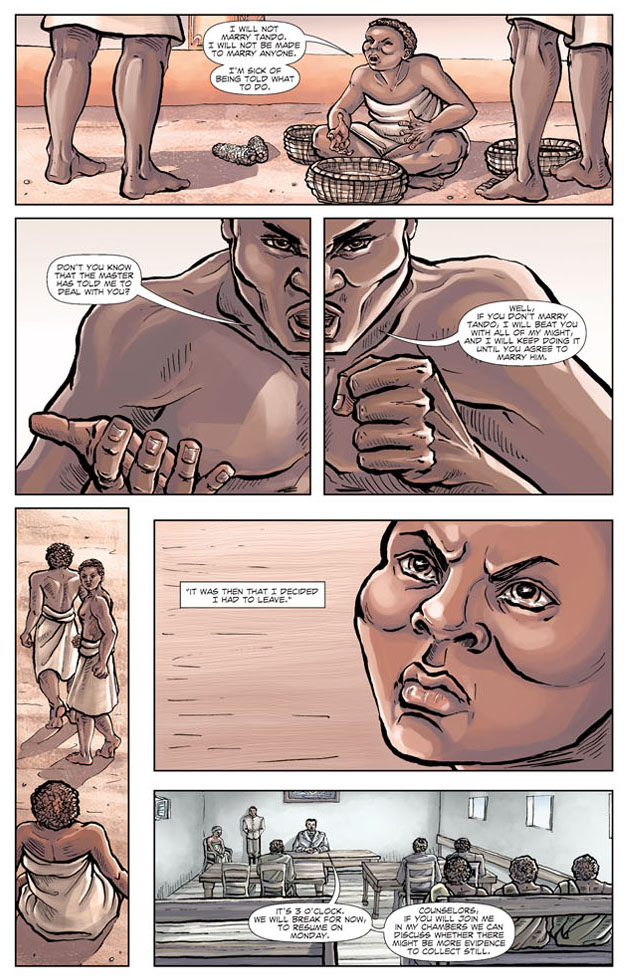 I WILL NOT
MARRY TANDO.
I WILL NOT BE MADE
TO MARRY ANYONE.
I'M SICK OF
BEING TOLD WHAT
TO DO.
DON'T YOU KNOW
THAT THE MASTER
HAS TOLD ME TO
DEAL WITH YOU?
WELL,
IF YOU DON'T MARRY
TANDO, I WILL BEAT YOU
WITH ALL OF MY MIGHT,
AND I WILL KEEP DOING IT
UNTIL YOU AGREE TO
MARRY HIM.
"IT WAS THEN THAT I DECIDED
I HAD TO LEAVE."
IT'S 3 O'CLOCK.
WE WILL BREAK FOR NOW,
TO RESUME ON
MONDAY.
COUNSELORS,
IF YOU WILL JOIN ME
IN MY CHAMBERS WE CAN
DISCUSS WHETHER THERE
MIGHT BE MORE EVIDENCE
TO COLLECT STILL.